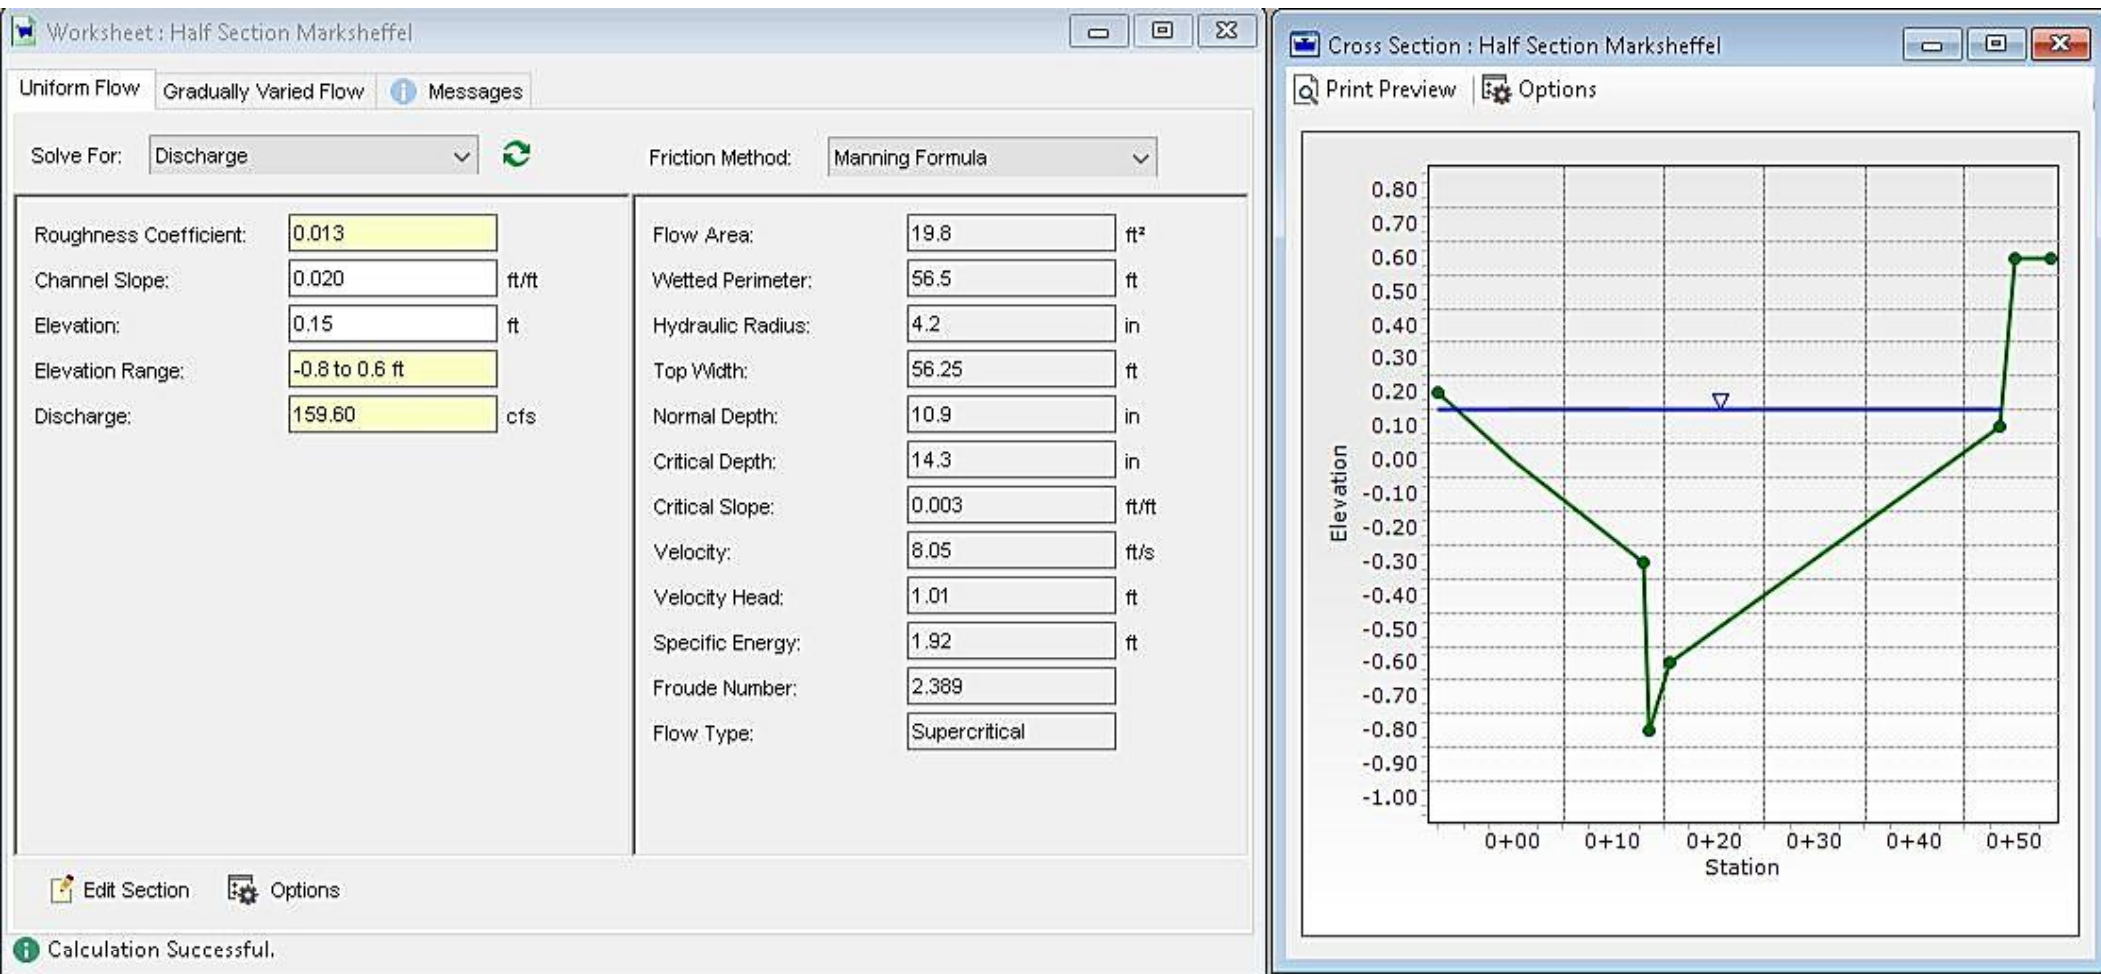 Worksheet : Half Section Marksheffel
Uniform Flow Gradually Varied Flow Messages
Solve For: Discharge Friction Method: Manning Formula
Roughness Coefficient: 0.013
Channel Slope: 0.020 ft/ft
Elevation: 0.15 ft
Elevation Range: -0.8 to 0.6 ft
Discharge: 159.60 cfs
Flow Area: 19.8 ft²
Wetted Perimeter: 56.5 ft
Hydraulic Radius: 4.2 in
Top Width: 56.25 ft
Normal Depth: 10.9 in
Critical Depth: 14.3 in
Critical Slope: 0.003 ft/ft
Velocity: 8.05 ft/s
Velocity Head: 1.01 ft
Specific Energy: 1.92 ft
Froude Number: 2.389
Flow Type: Supercritical
Edit Section Options
Calculation Successful.
Cross Section : Half Section Marksheffel
Print Preview Options
0.80
0.70
0.60
0.50
0.40
0.30
0.20
0.10
0.00
-0.10
-0.20
-0.30
-0.40
-0.50
-0.60
-0.70
-0.80
-0.90
-1.00
Elevation
0+00 0+10 0+20 0+30 0+40 0+50
Station